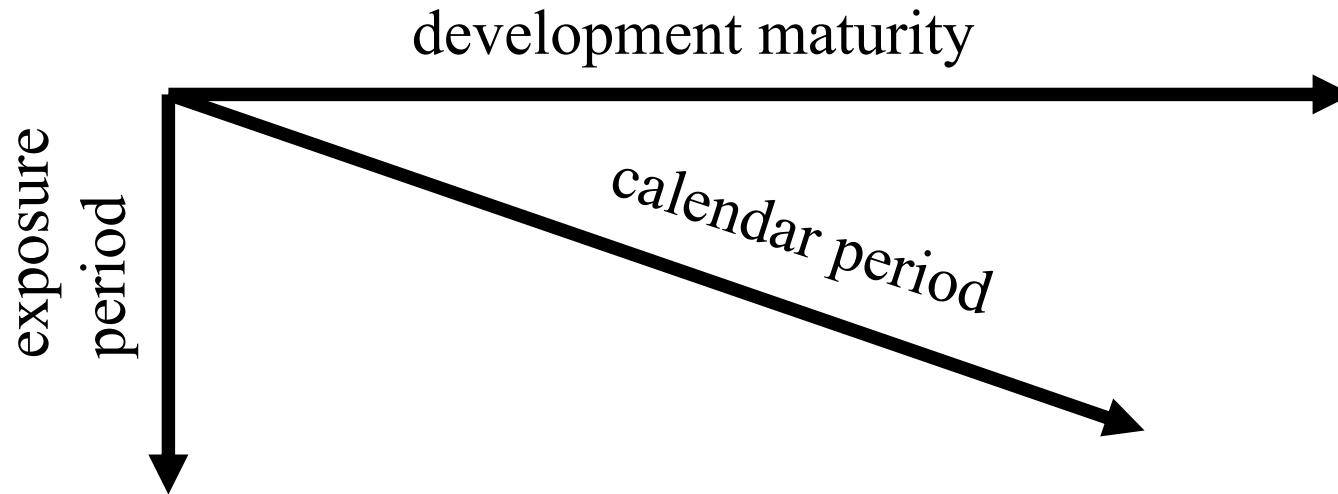 development maturity
exposure
period
calendar period